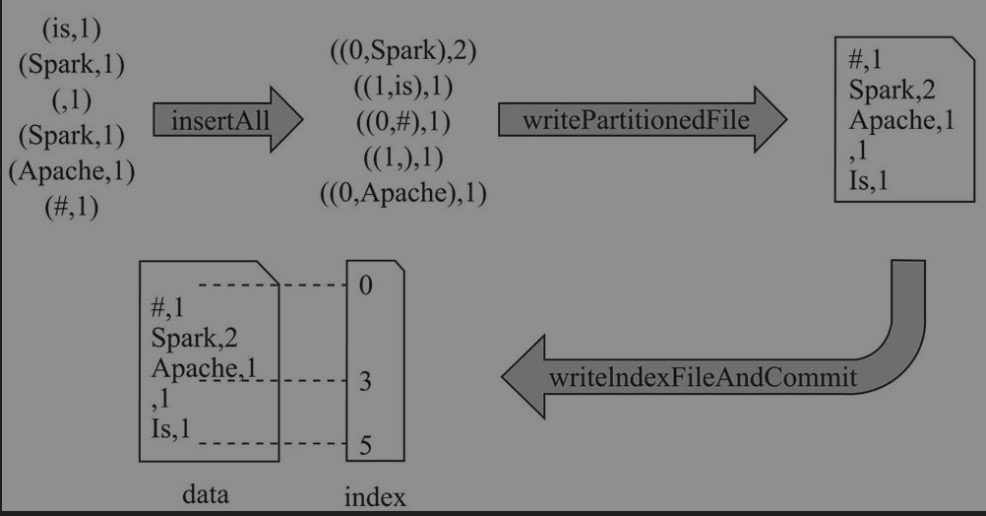 (is,1)
(Spark,1)
(,1)
(Spark,1)
(Apache,1)
(#,1)
insertAll
((0,Spark),2)
((1,is),1)
((0,#),1)
((1,),1)
((0,Apache),1)
writePartitionedFile
#,1
Spark,2
Apache,1
,1
Is,1
writeIndexFileAndCommit
#,1
Spark,2
Apache,1
,1
Is,1
data
0
3
5
index